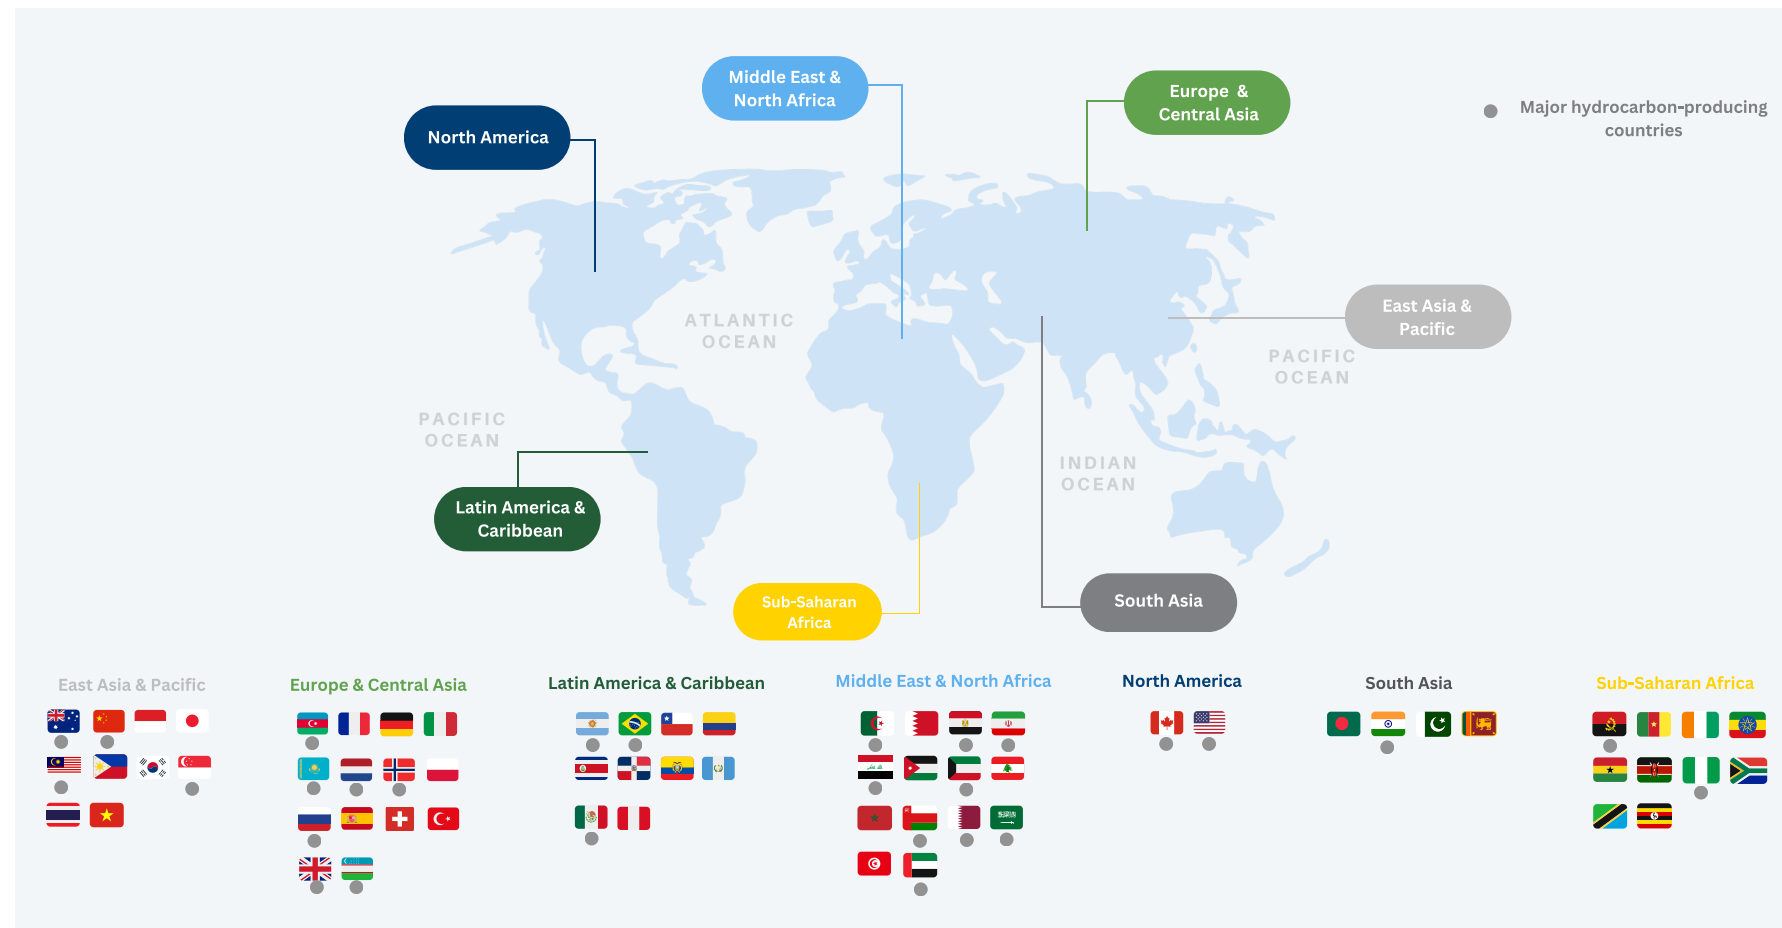 Middle East &
North Africa
Europe &
Central Asia
North America
Major hydrocarbon-producing
countries
East Asia &
Pacific
ATLANTIC
OCEAN
PACIFIC
OCEAN
PACIFIC
OCEAN
INDIAN
OCEAN
Latin America &
Caribbean
Sub-Saharan
Africa
South Asia
East Asia & Pacific
Europe & Central Asia
Latin America & Caribbean
Middle East & North Africa
North America
South Asia
Sub-Saharan Africa